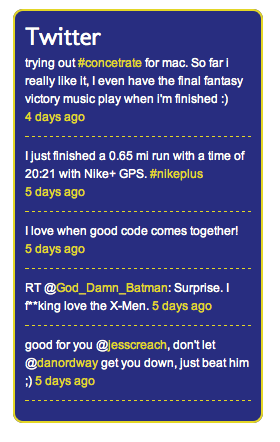 Twitter
trying out #concetrate for mac. So far i
really like it, I even have the final fantasy
victory music play when i'm finished :)
4 days ago
I just finished a 0.65 mi run with a time of
20:21 with Nike+ GPS. #nikeplus
5 days ago
I love when good code comes together!
5 days ago
RT @God_Damn_Batman: Surprise. I
f**king love the X-Men. 5 days ago
good for you @jesscreach, don't let
@danordway get you down, just beat him
;) 5 days ago